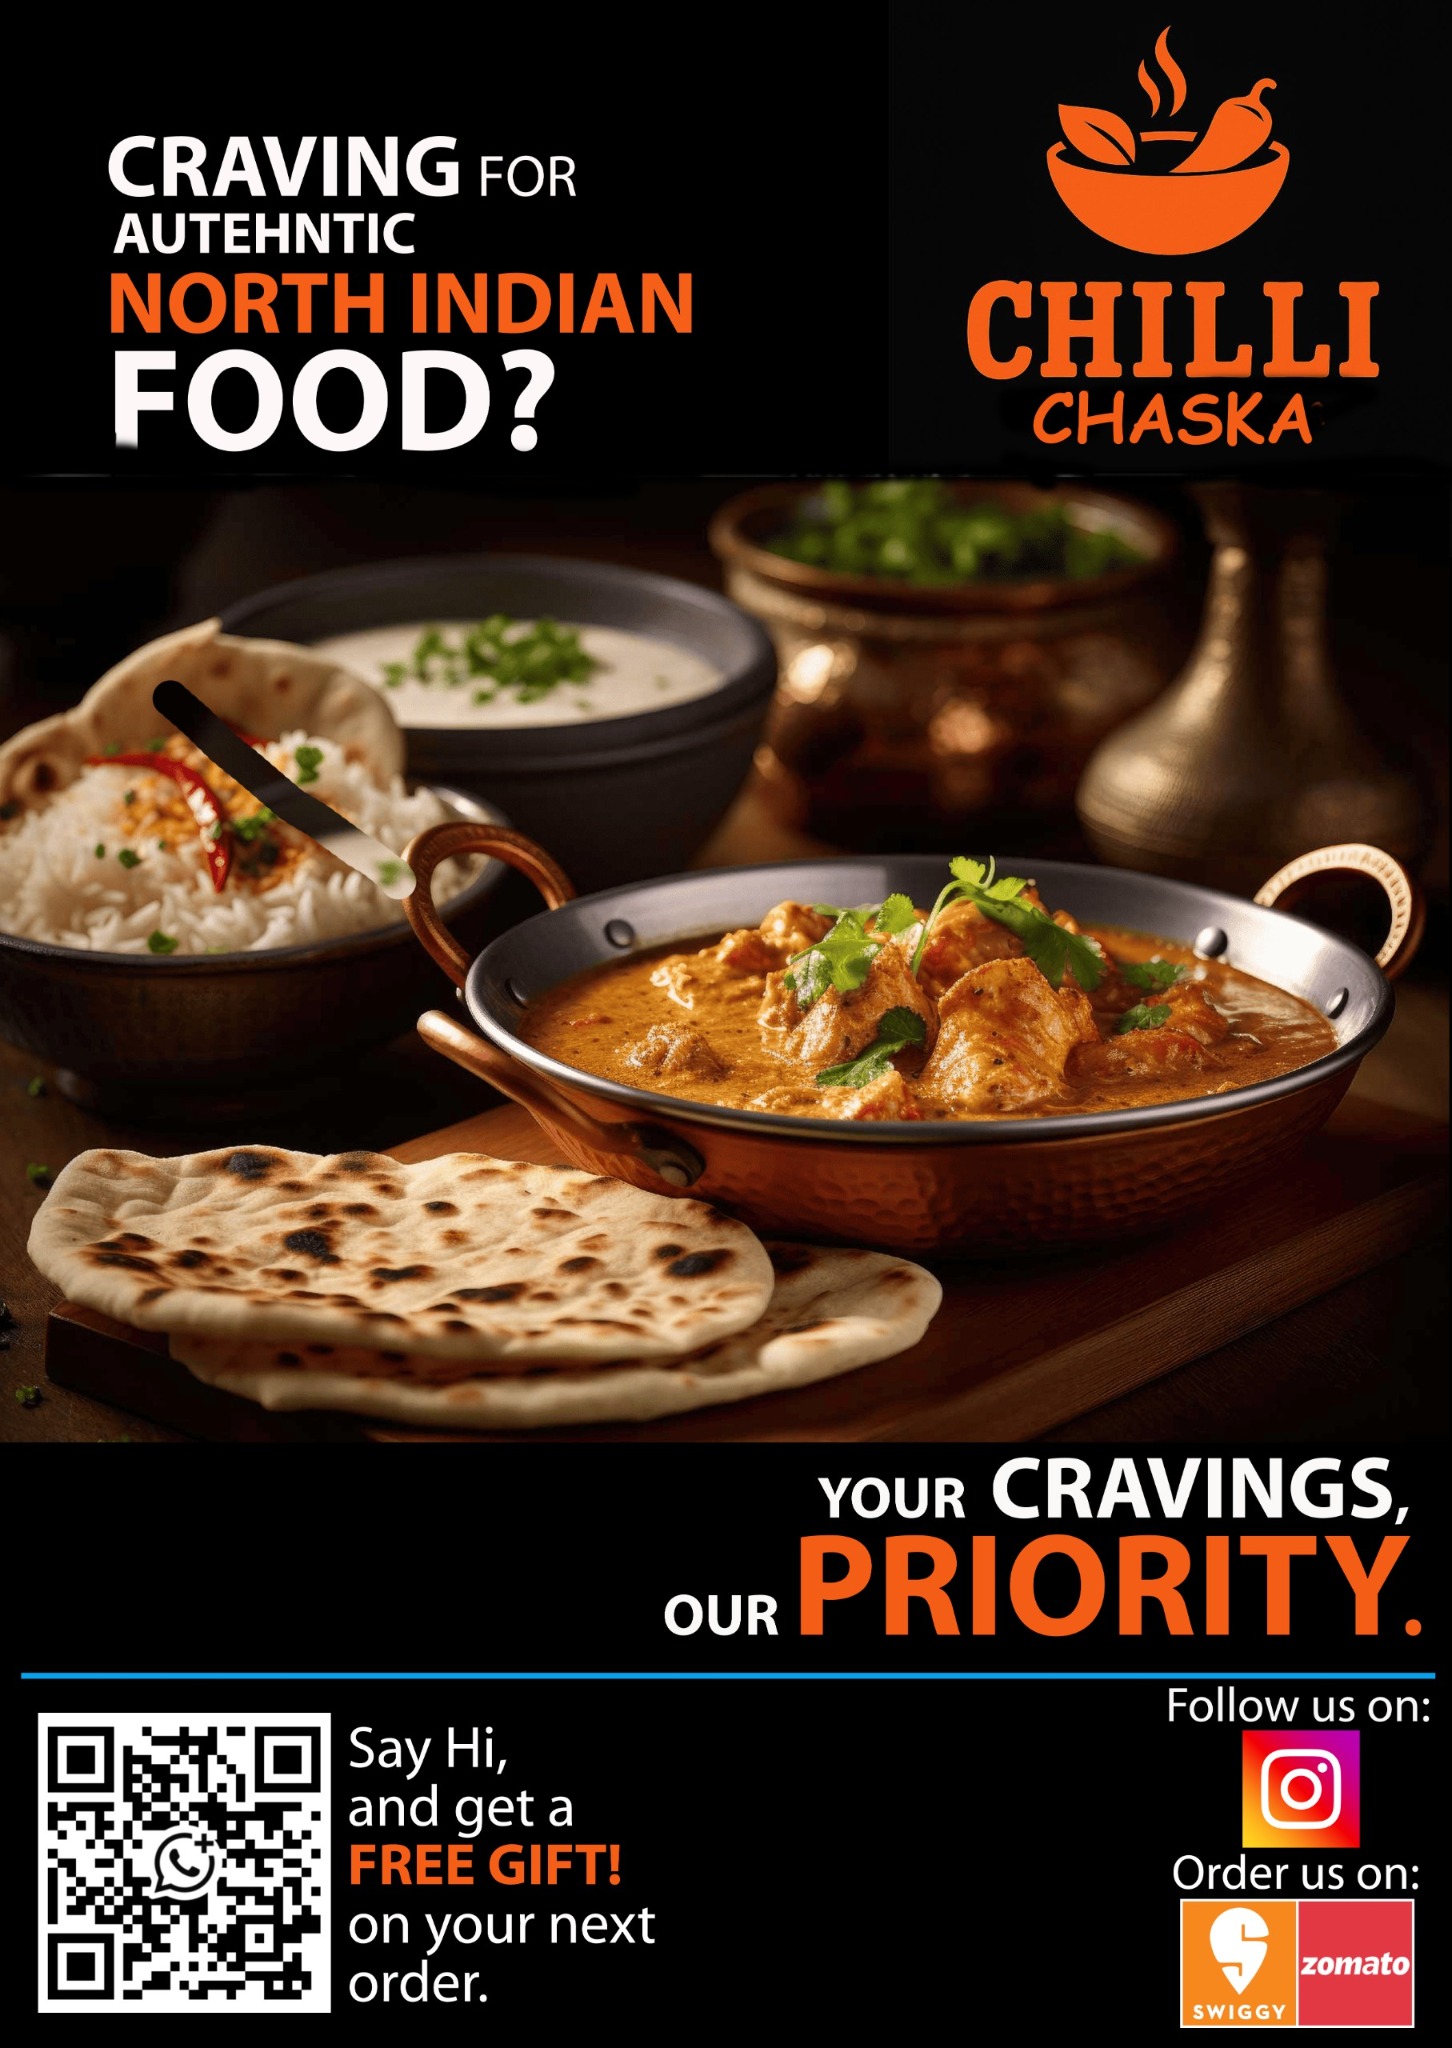 CRAVING FOR
AUTEHNTIC
NORTH INDIAN
FOOD?
CHILLI
CHASKA
YOUR CRAVINGS,
OUR PRIORITY.
Say Hi,
and get a
FREE GIFT!
on your next
order.
Follow us on:
Order us on:
SWIGGY
zomato